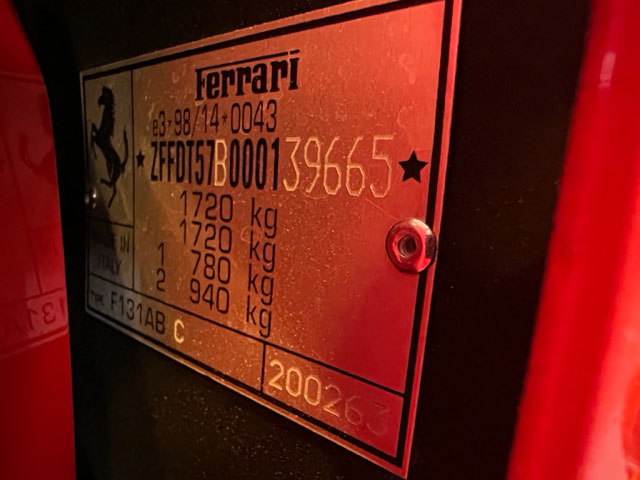 Ferrari
e3*98/14*0043
★ ZFFDT57B000139665 ★
1720 kg
1720 kg
1 780 kg
2 940 kg
MADE IN
ITALY
TYPE F131AB C
200263